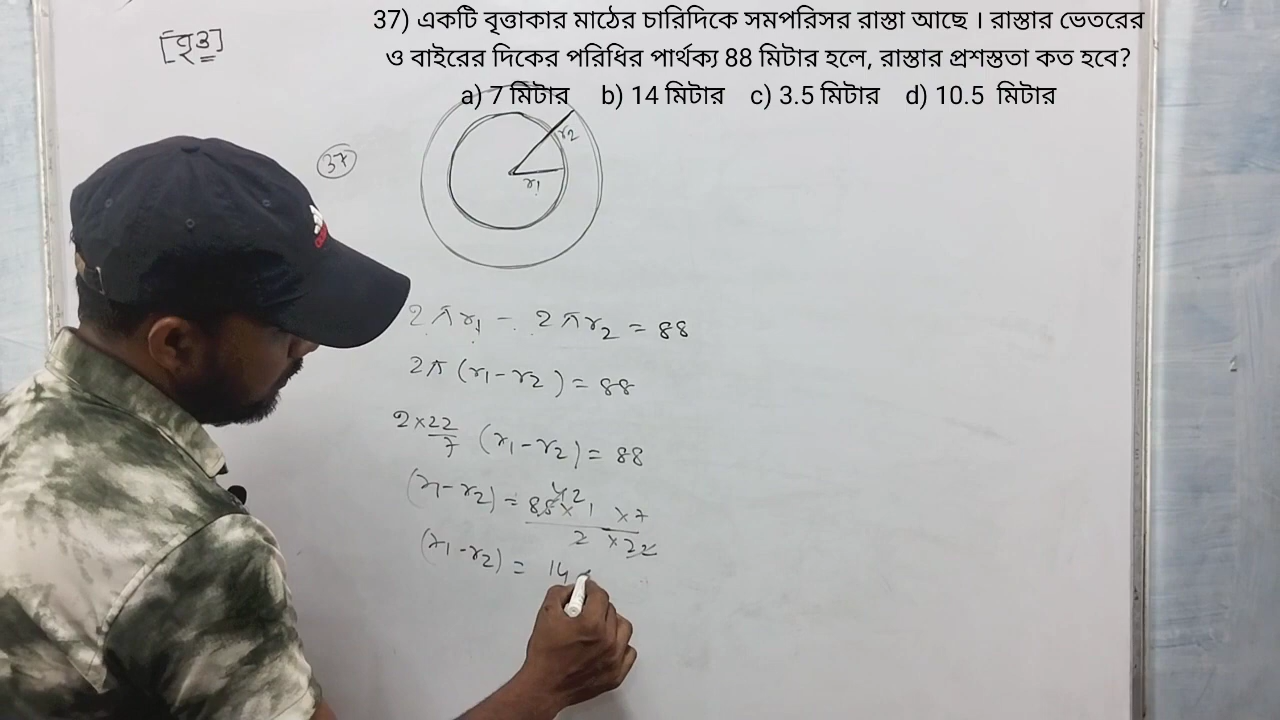 37) একটি বৃত্তাকার মাঠের চারিদিকে সমপরিসর রাস্তা আছে । রাস্তার ভেতরের
ও বাইরের দিকের পরিধির পার্থক্য 88 মিটার হলে, রাস্তার প্রশস্ততা কত হবে?
a) 7 মিটার b) 14 মিটার c) 3.5 মিটার d) 10.5 মিটার
37
r2
r1
2πr1 - 2πr2 = 88
2π (r1-r2) = 88
2×22/7 (r1-r2) = 88
(r1-r2) = 88×1 ×7 / 2 ×22
(r1-r2) = 14